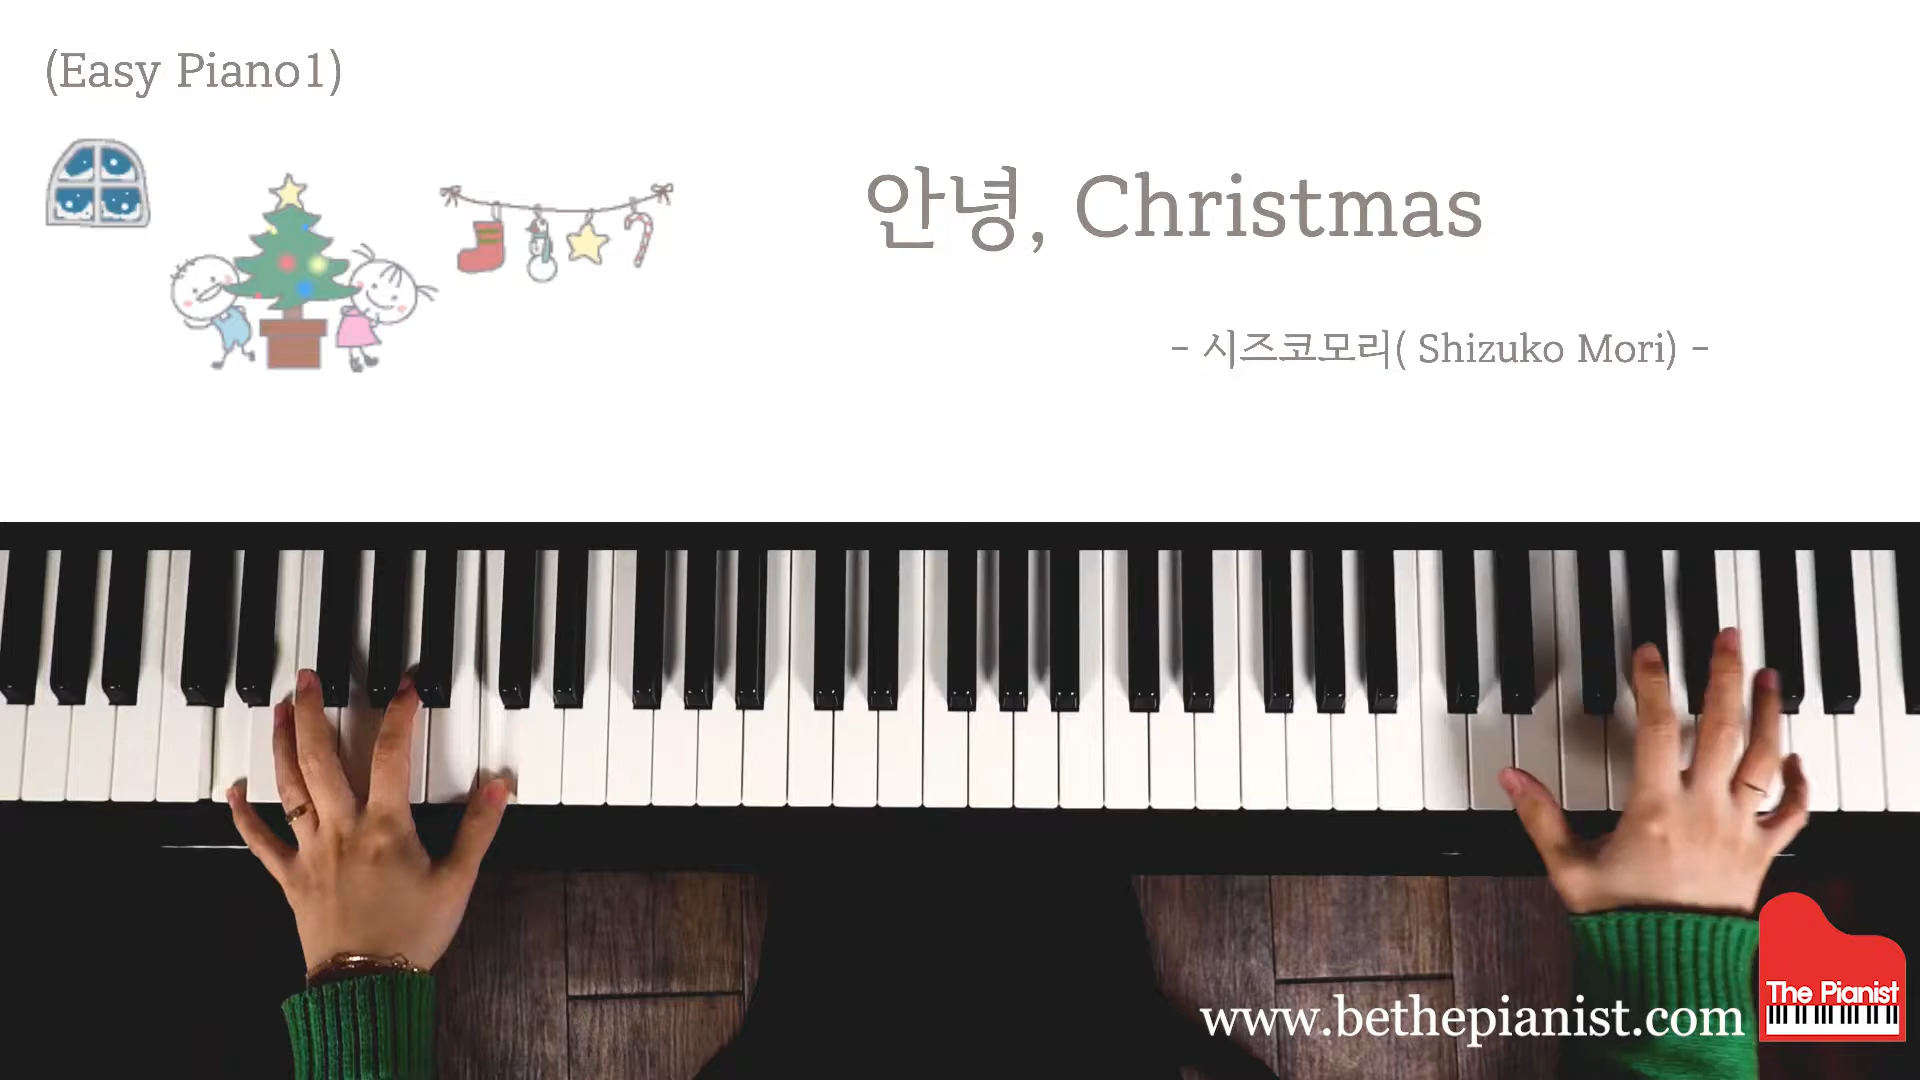 (Easy Piano1)
안녕, Christmas
- 시즈코모리( Shizuko Mori) -
www.bethepianist.com
The Pianist